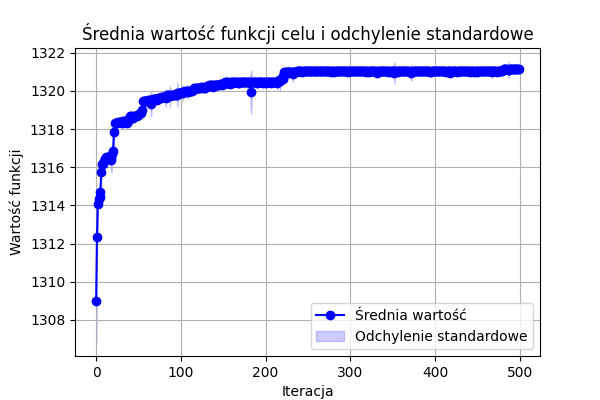 Średnia wartość funkcji celu i odchylenie standardowe
1322
1320
1318
1316
1314
1312
1310
1308
Wartość funkcji
Średnia wartość
Odchylenie standardowe
0 100 200 300 400 500
Iteracja